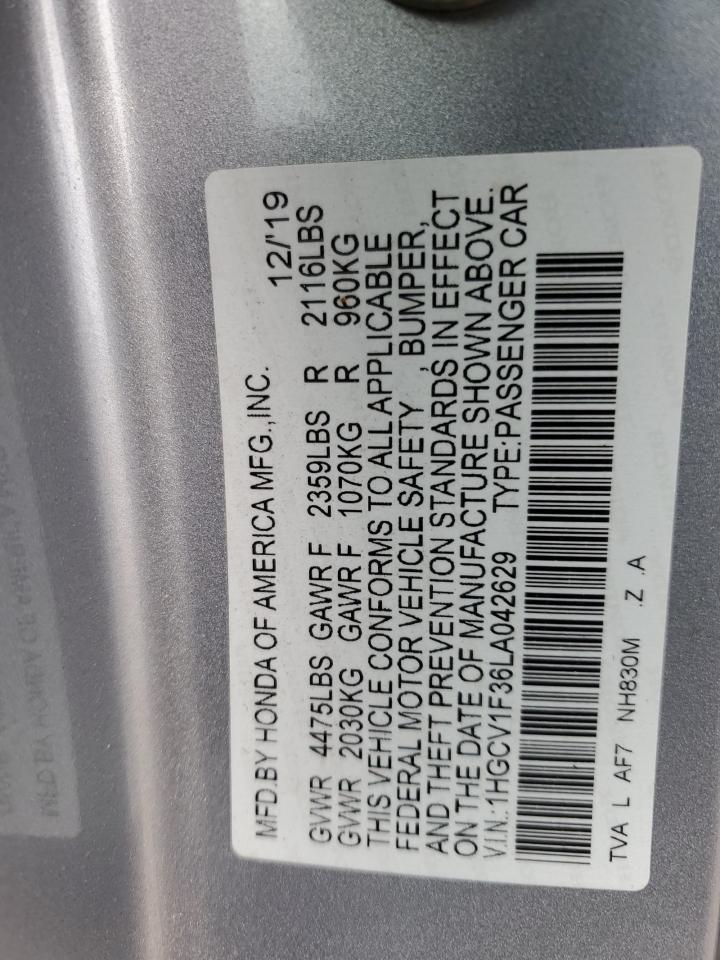 MFD.BY HONDA OF AMERICA MFG.,INC. 12/'19
GVWR 4475LBS GAWR F 2359LBS R 2116LBS
GVWR 2030KG GAWR F 1070KG R 960KG
THIS VEHICLE CONFORMS TO ALL APPLICABLE
FEDERAL MOTOR VEHICLE SAFETY , BUMPER,
AND THEFT PREVENTION STANDARDS IN EFFECT
ON THE DATE OF MANUFACTURE SHOWN ABOVE.
V.I.N.:1HGCV1F36LA042629 TYPE:PASSENGER CAR
TVA L AF7 NH830M .Z .A